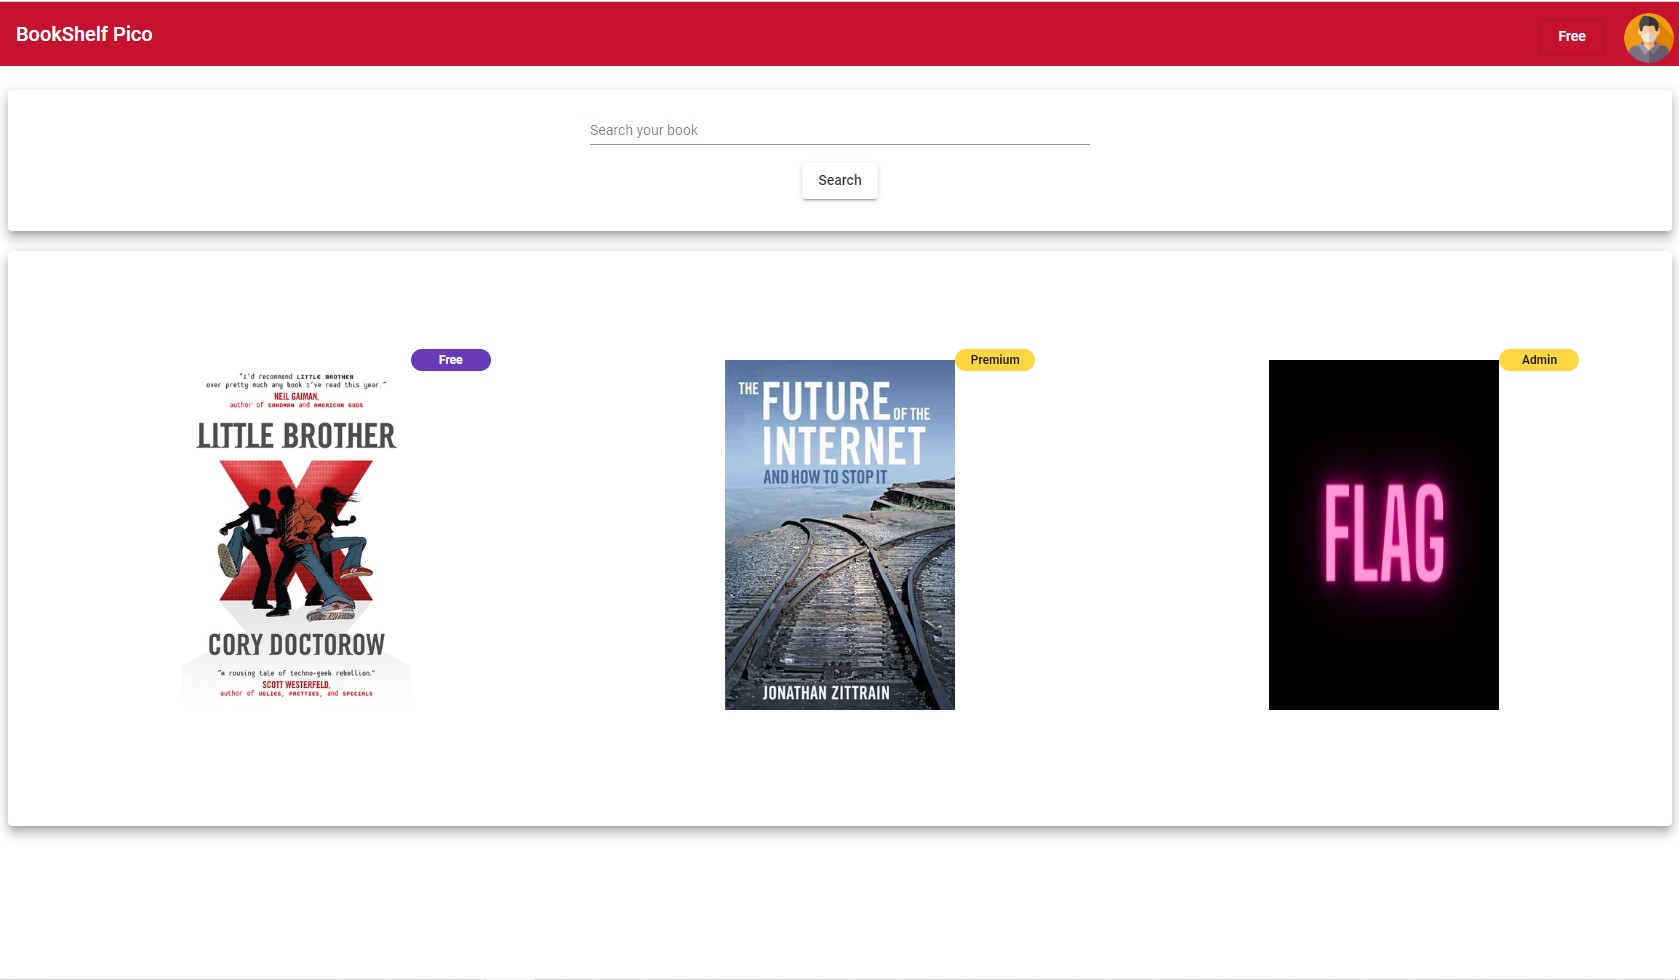 BookShelf Pico
Free
Search your book
Search
Free
"I'd recommend LITTLE BROTHER
over pretty much any book I've read this year."
NEIL GAIMAN,
author of SANDMAN and AMERICAN GODS
LITTLE BROTHER
CORY DOCTOROW
"a rousing tale of techno-geek rebellion."
SCOTT WESTERFELD,
author of UGLIES, PRETTIES, and SPECIALS
Premium
THE FUTURE OF THE
INTERNET
AND HOW TO STOP IT
JONATHAN ZITTRAIN
Admin
FLAG